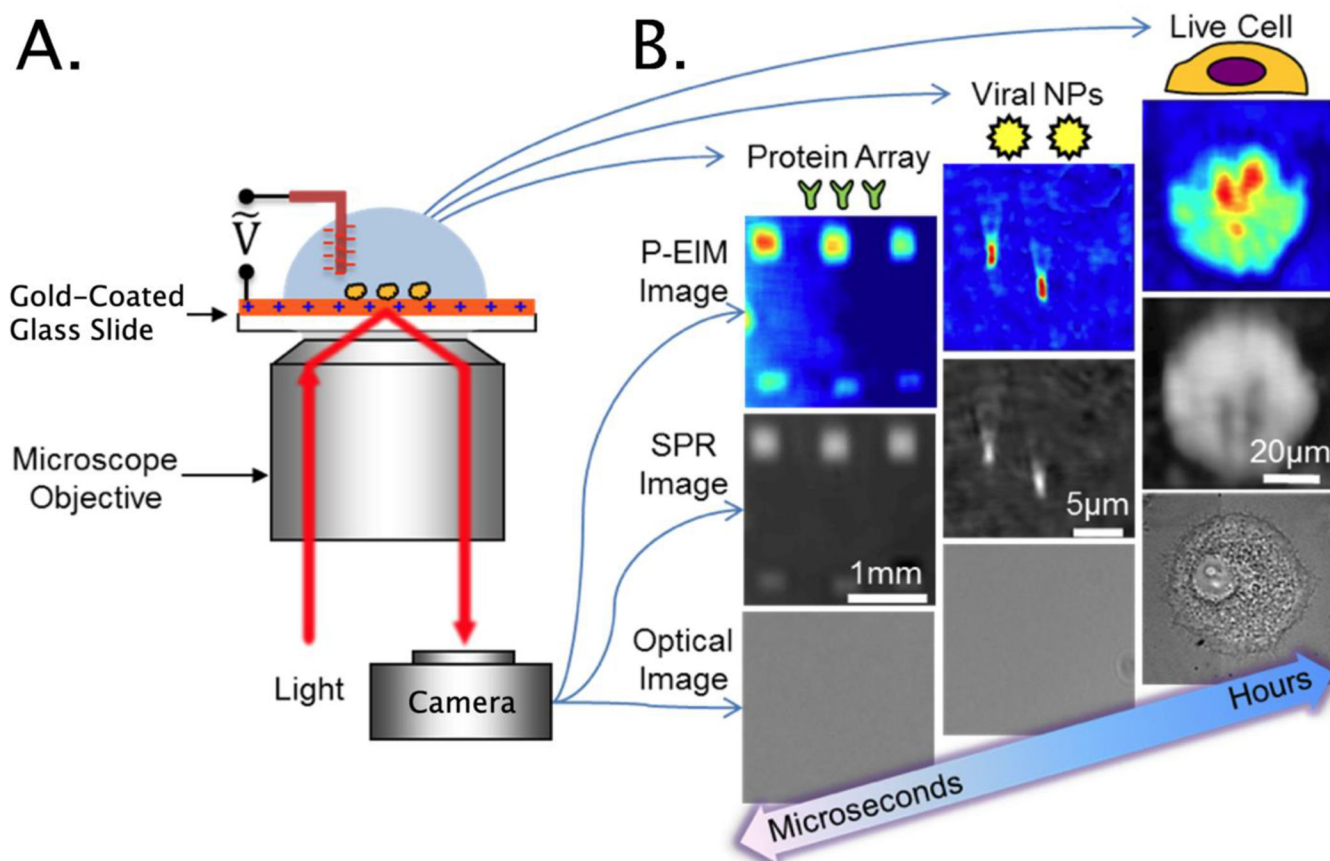 A.
B.
Live Cell
Viral NPs
Protein Array
Ṽ
Gold-Coated
Glass Slide
P-EIM
Image
Microscope
Objective
SPR
Image
20µm
5µm
1mm
Optical
Image
Light
Camera
Hours
Microseconds